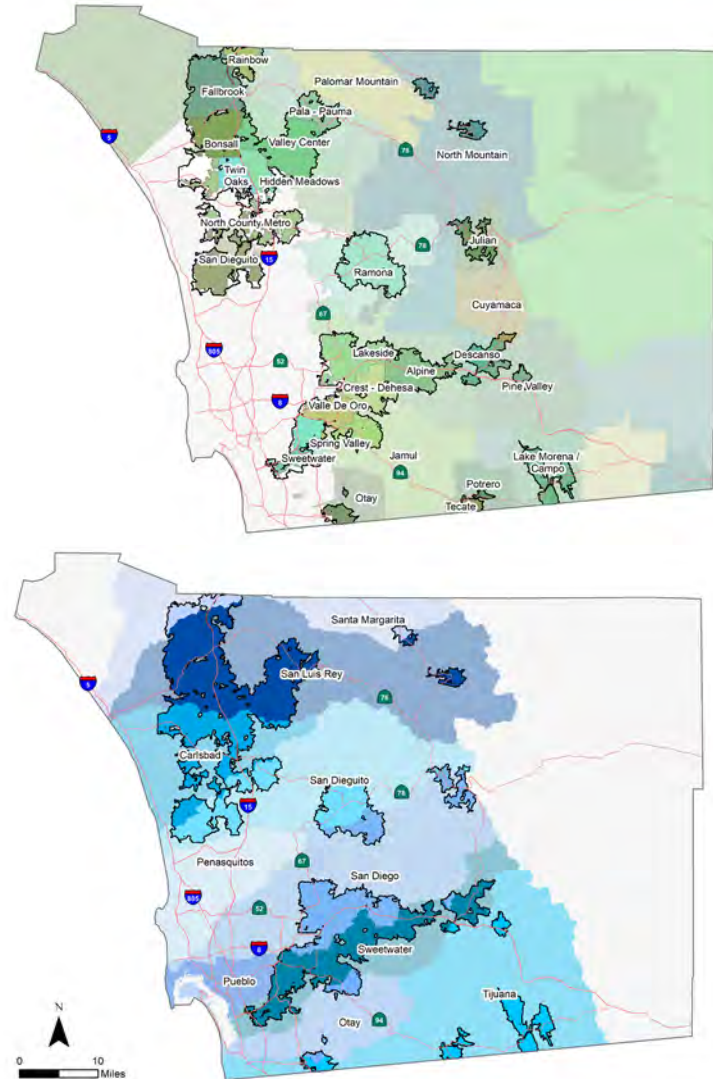 Rainbow
Palomar Mountain
Fallbrook
Pala - Pauma
5
Bonsall
Valley Center
76
North Mountain
Twin
Oaks
Hidden Meadows
North County Metro
San Dieguito
15
78
Julian
Ramona
Cuyamaca
67
805
52
Lakeside
Descanso
Alpine
8
Crest - Dehesa
Pine Valley
Valle De Oro
Spring Valley
Sweetwater
Jamul
94
Lake Morena /
Campo
Otay
Potrero
Tecate
Santa Margarita
San Luis Rey
5
76
Carlsbad
San Dieguito
78
15
Penasquitos
67
San Diego
805
52
8
Sweetwater
Pueblo
Tijuana
Otay
94
N
0 10
Miles